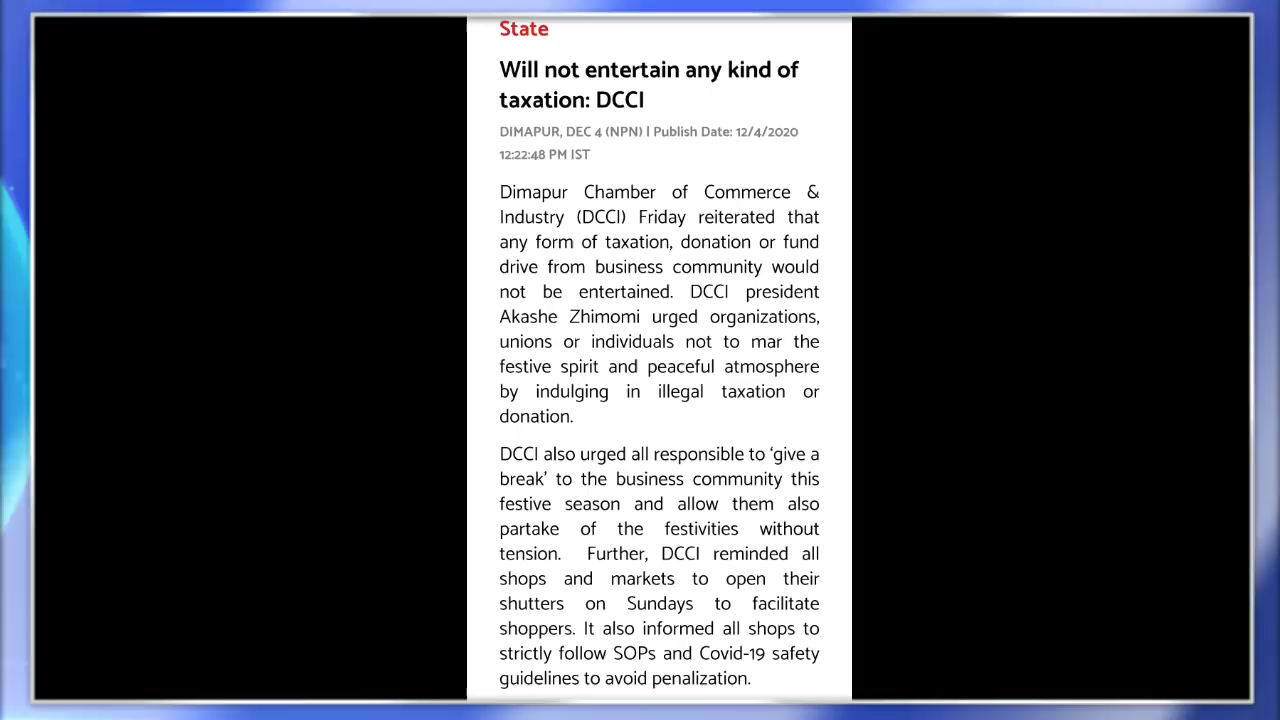 State
Will not entertain any kind of
taxation: DCCI
DIMAPUR, DEC 4 (NPN) | Publish Date: 12/4/2020
12:22:48 PM IST
Dimapur Chamber of Commerce &
Industry (DCCI) Friday reiterated that
any form of taxation, donation or fund
drive from business community would
not be entertained. DCCI president
Akashe Zhimomi urged organizations,
unions or individuals not to mar the
festive spirit and peaceful atmosphere
by indulging in illegal taxation or
donation.
DCCI also urged all responsible to ‘give a
break’ to the business community this
festive season and allow them also
partake of the festivities without
tension. Further, DCCI reminded all
shops and markets to open their
shutters on Sundays to facilitate
shoppers. It also informed all shops to
strictly follow SOPs and Covid-19 safety
guidelines to avoid penalization.